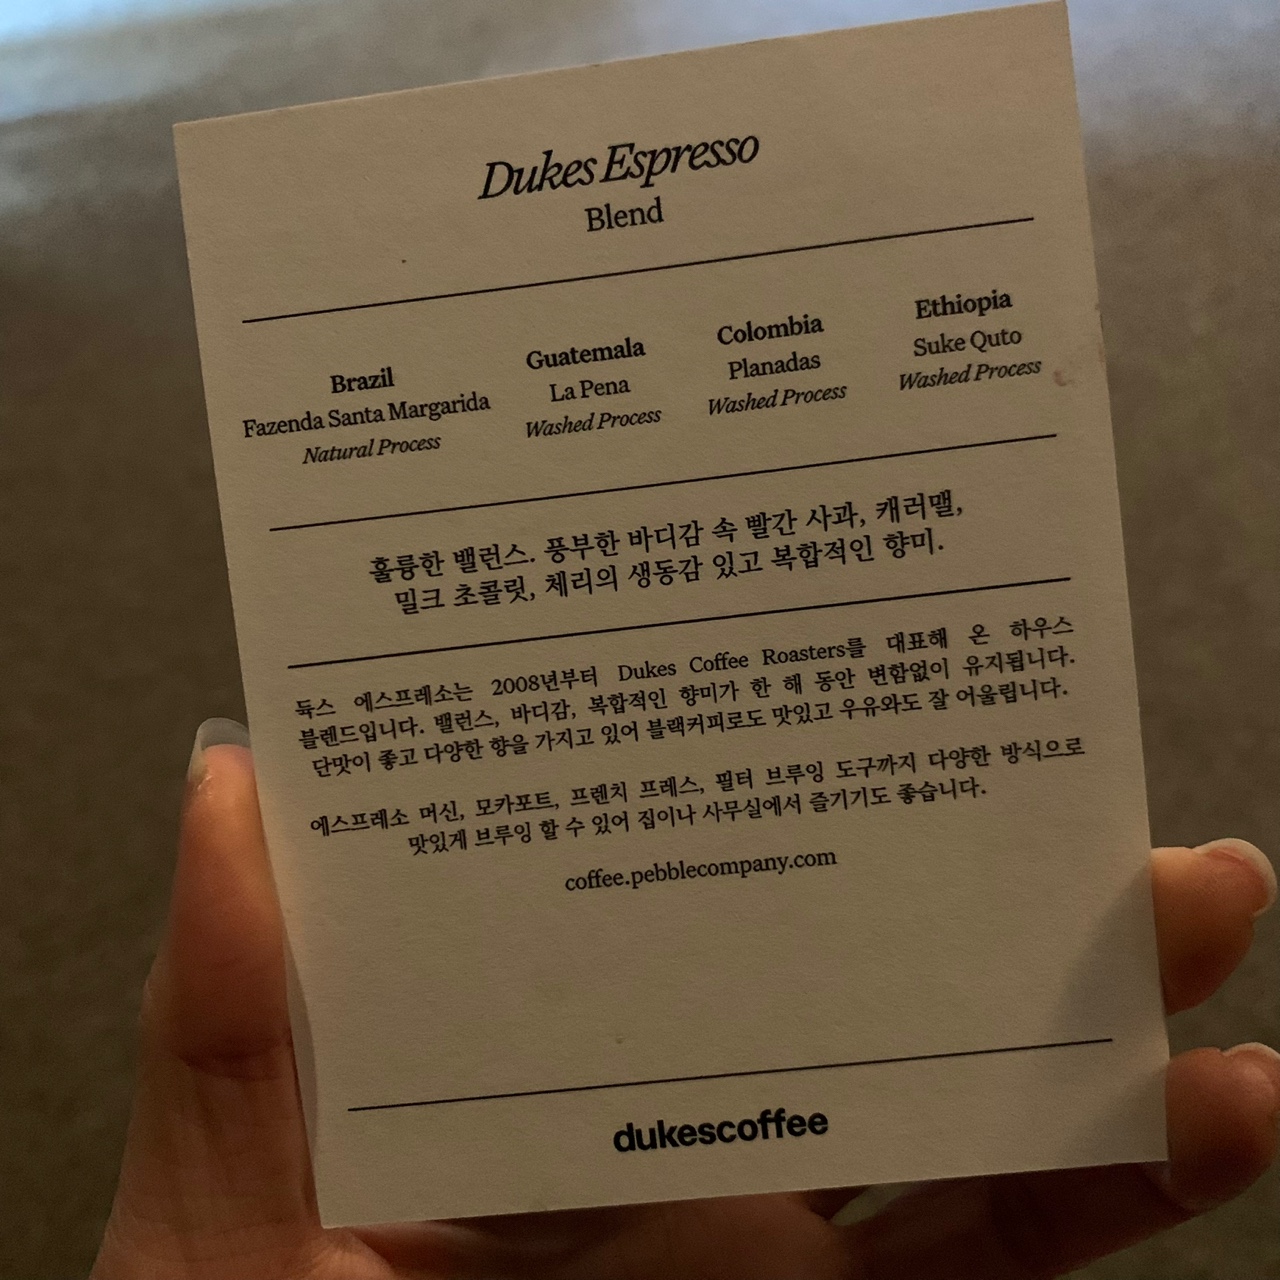 Dukes Espresso
Blend
Brazil
Fazenda Santa Margarida
Natural Process
Guatemala
La Pena
Washed Process
Colombia
Planadas
Washed Process
Ethiopia
Suke Quto
Washed Process
훌륭한 밸런스. 풍부한 바디감 속 빨간 사과, 캐러맬,
밀크 초콜릿, 체리의 생동감 있고 복합적인 향미.
듁스 에스프레소는 2008년부터 Dukes Coffee Roasters를 대표해 온 하우스
블렌드입니다. 밸런스, 바디감, 복합적인 향미가 한 해 동안 변함없이 유지됩니다.
단맛이 좋고 다양한 향을 가지고 있어 블랙커피로도 맛있고 우유와도 잘 어울립니다.
에스프레소 머신, 모카포트, 프렌치 프레스, 필터 브루잉 도구까지 다양한 방식으로
맛있게 브루잉 할 수 있어 집이나 사무실에서 즐기기도 좋습니다.
coffee.pebblecompany.com
dukescoffee